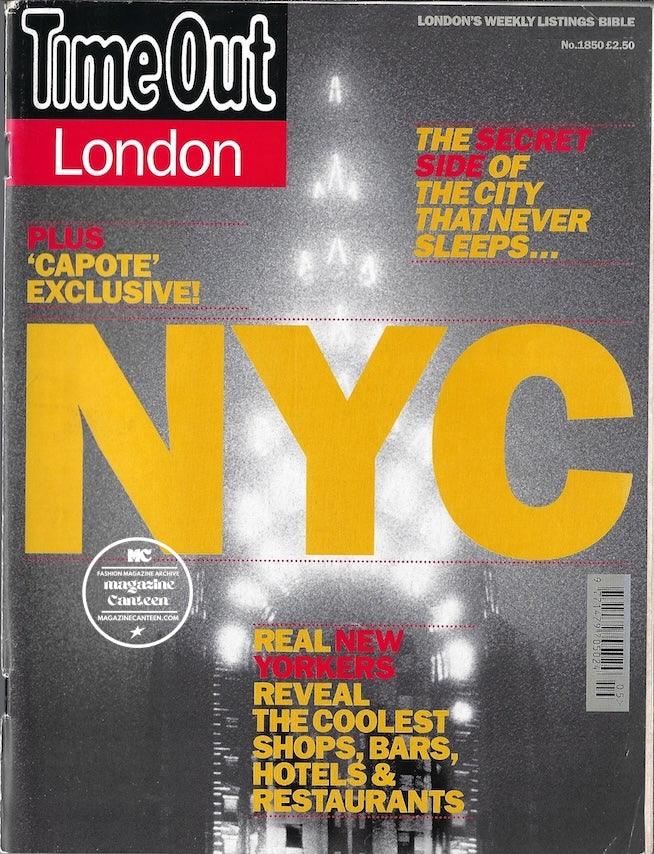 Time Out
London
LONDON'S WEEKLY LISTINGS BIBLE
No.1850 £2.50
THE SECRET
SIDE OF
THE CITY
THAT NEVER
SLEEPS...
PLUS
'CAPOTE'
EXCLUSIVE!
NYC
MC
FASHION MAGAZINE ARCHIVE
magazine
Canteen
MAGAZINECANTEEN.COM
REAL NEW
YORKERS
REVEAL
THE COOLEST
SHOPS, BARS,
HOTELS &
RESTAURANTS